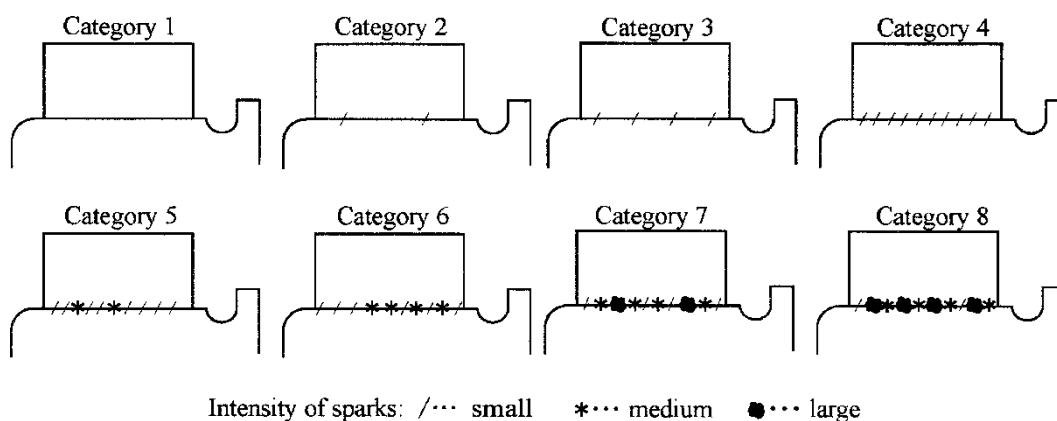 Category 1 Category 2 Category 3 Category 4
Category 5 Category 6 Category 7 Category 8
Intensity of sparks: /··· small *··· medium ●··· large